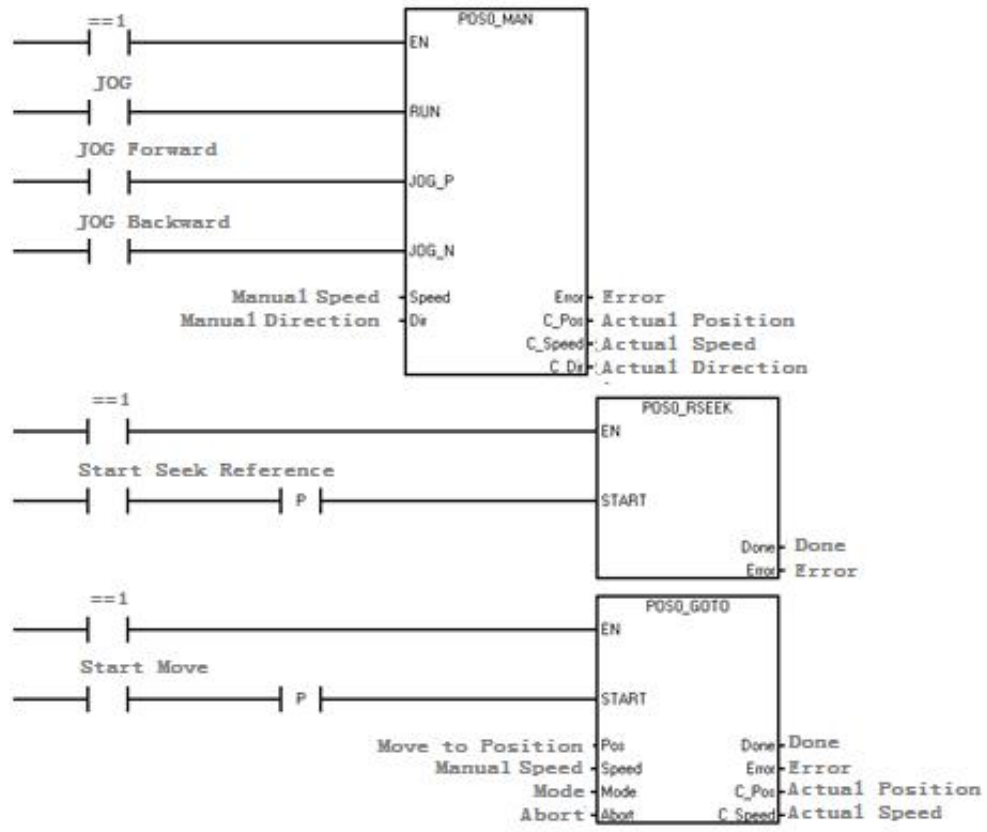 ==1
POS0_MAN
EN
JOG
RUN
JOG Forward
JOG_P
JOG Backward
JOG_N
Manual Speed Speed Error Error
Manual Direction Dir C_Pos Actual Position
C_Speed Actual Speed
C_Dir Actual Direction
==1
POS0_RSEEK
EN
Start Seek Reference
P START
Done Done
Error Error
==1
POS0_GOTO
EN
Start Move
P START
Move to Position Pos Done Done
Manual Speed Speed Error Error
Mode Mode C_Pos Actual Position
Abort Abort C_Speed Actual Speed